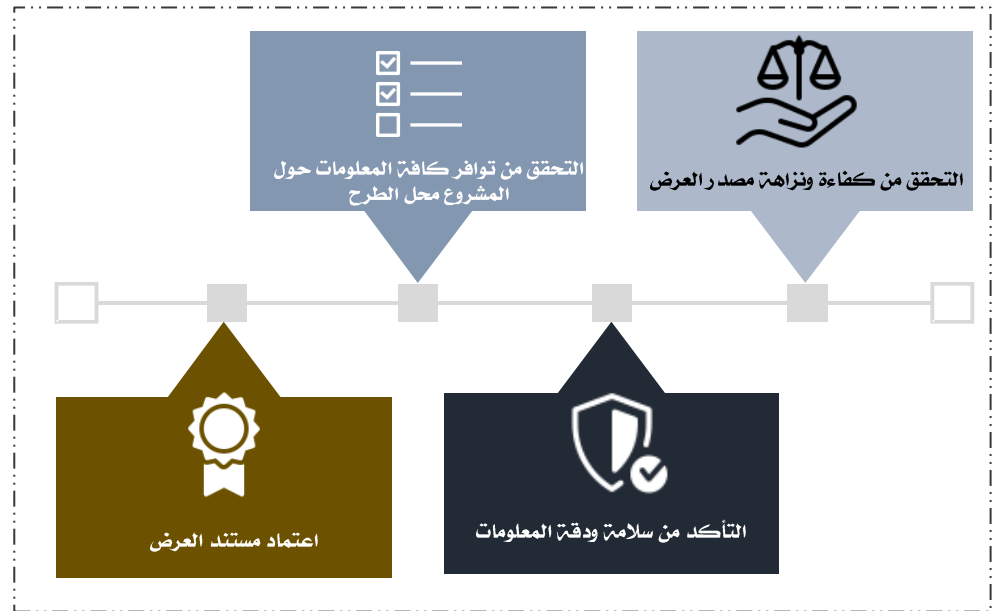 التحقق من كفاءة ونزاهة مصدر العرض
التحقق من توافر كافة المعلومات حول
المشروع محل الطرح
التأكد من سلامة ودقة المعلومات
اعتماد مستند العرض